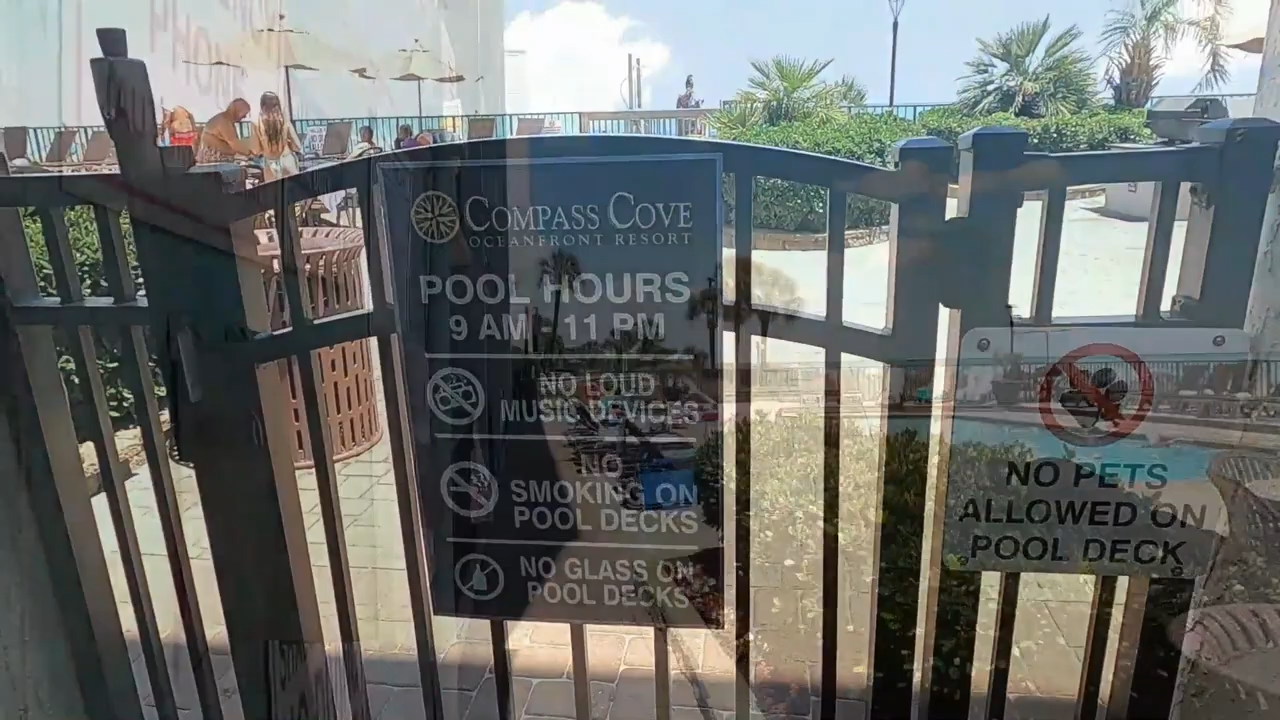 COMPASS COVE
OCEANFRONT RESORT
POOL HOURS
9 AM - 11 PM
NO LOUD
MUSIC DEVICES
NO
SMOKING ON
POOL DECKS
NO GLASS ON
POOL DECKS
NO PETS
ALLOWED ON
POOL DECK